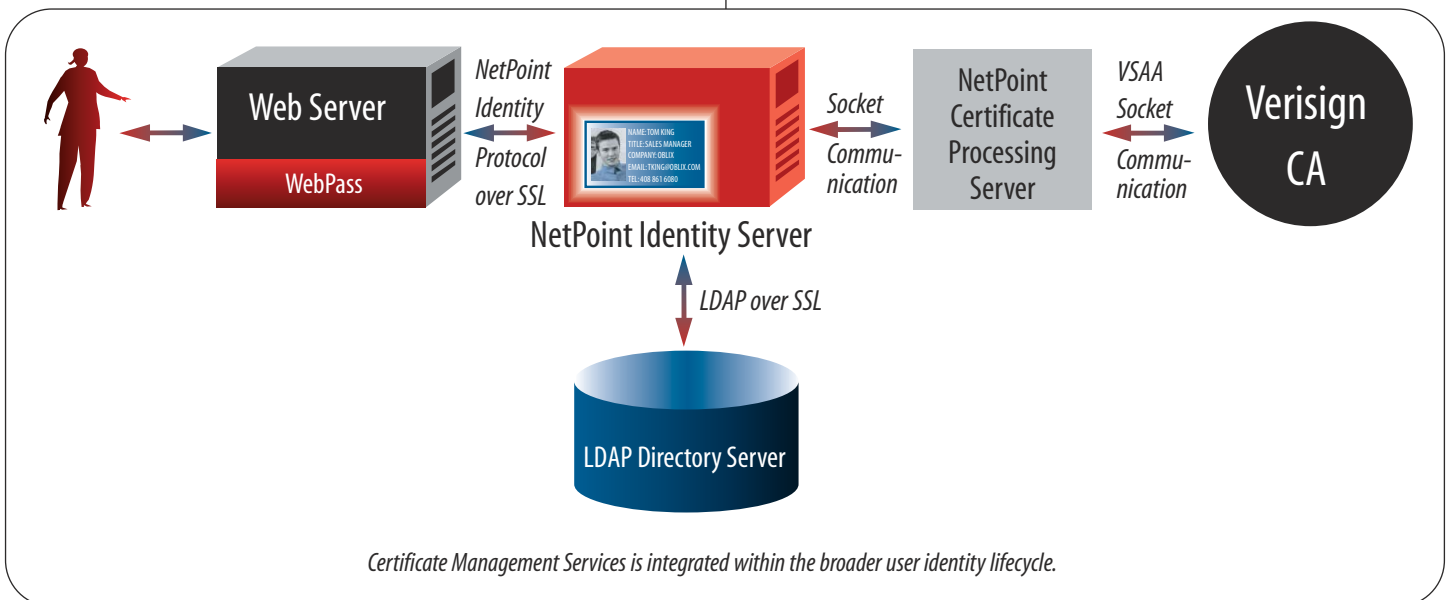 Web Server
WebPass
NetPoint
Identity
Protocol
over SSL
NAME: TOM KING
TITLE: SALES MANAGER
COMPANY: OBLIX
EMAIL: TKING@OBLIX.COM
TEL: 408 861 6080
NetPoint Identity Server
Socket
Commu-
nication
NetPoint
Certificate
Processing
Server
VSAA
Socket
Commu-
nication
Verisign
CA
LDAP over SSL
LDAP Directory Server
Certificate Management Services is integrated within the broader user identity lifecycle.